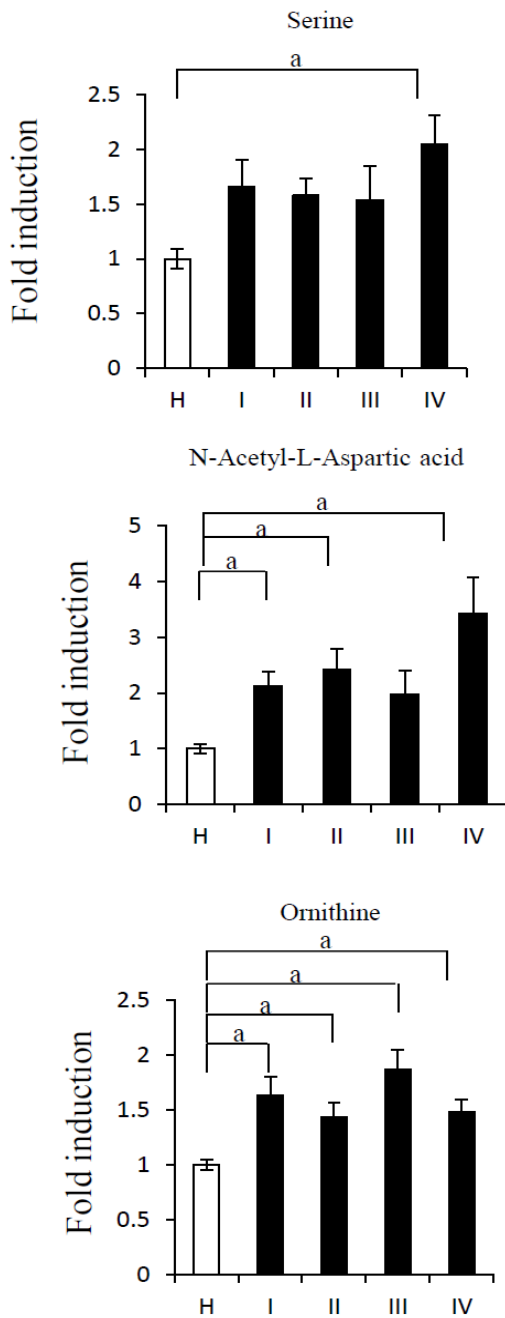 Serine
a
Fold induction
2.5
2
1.5
1
0.5
0
H I II III IV
N-Acetyl-L-Aspartic acid
a
a
a
Fold induction
5
4
3
2
1
0
H I II III IV
Ornithine
a
a
a
a
Fold induction
2.5
2
1.5
1
0.5
0
H I II III IV